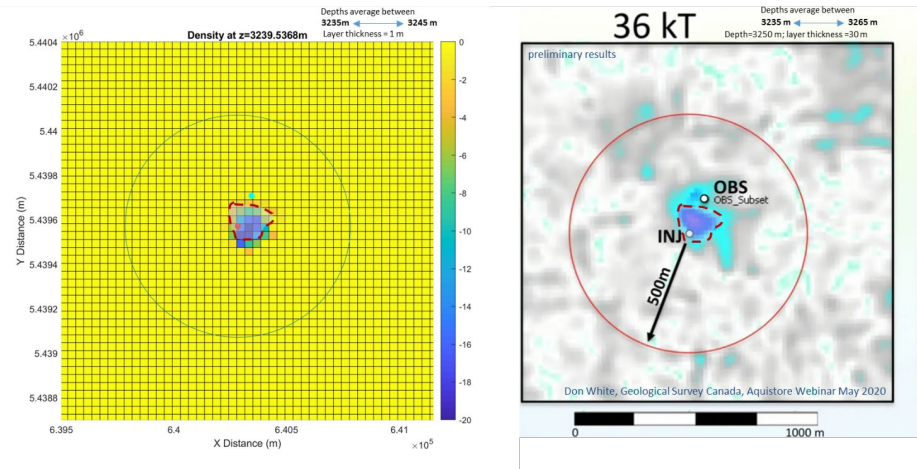 Depths average between
3235m 3245 m
Layer thickness = 1 m
×10⁶
Density at z=3239.5368m
5.4404
5.4402
5.44
5.4398
5.4396
5.4394
5.4392
5.439
5.4388
Y Distance (m)
6.395
6.4
6.405
6.41
X Distance (m)
×10⁵
0
-2
-4
-6
-8
-10
-12
-14
-16
-18
-20
36 kT
Depths average between
3235 m 3265 m
Depth=3250 m; layer thickness =30 m
preliminary results
OBS
OBS_Subset
INJ
500m
Don White, Geological Survey Canada, Aquistore Webinar May 2020
0
1000 m